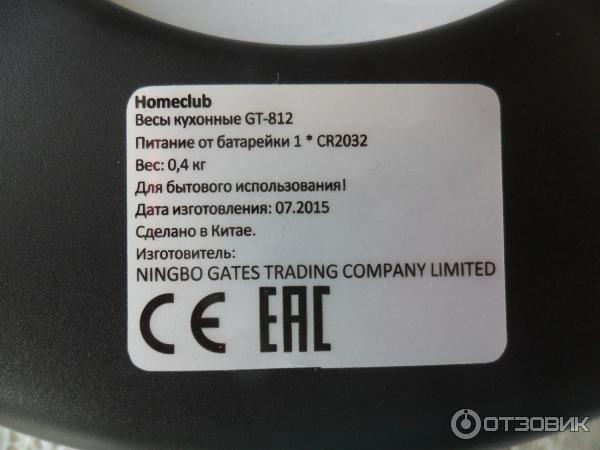 Homeclub
Весы кухонные GT-812
Питание от батарейки 1 * CR2032
Вес: 0,4 кг
Для бытового использования!
Дата изготовления: 07.2015
Сделано в Китае.
Изготовитель:
NINGBO GATES TRADING COMPANY LIMITED
CE EAC
ОТЗОВИК